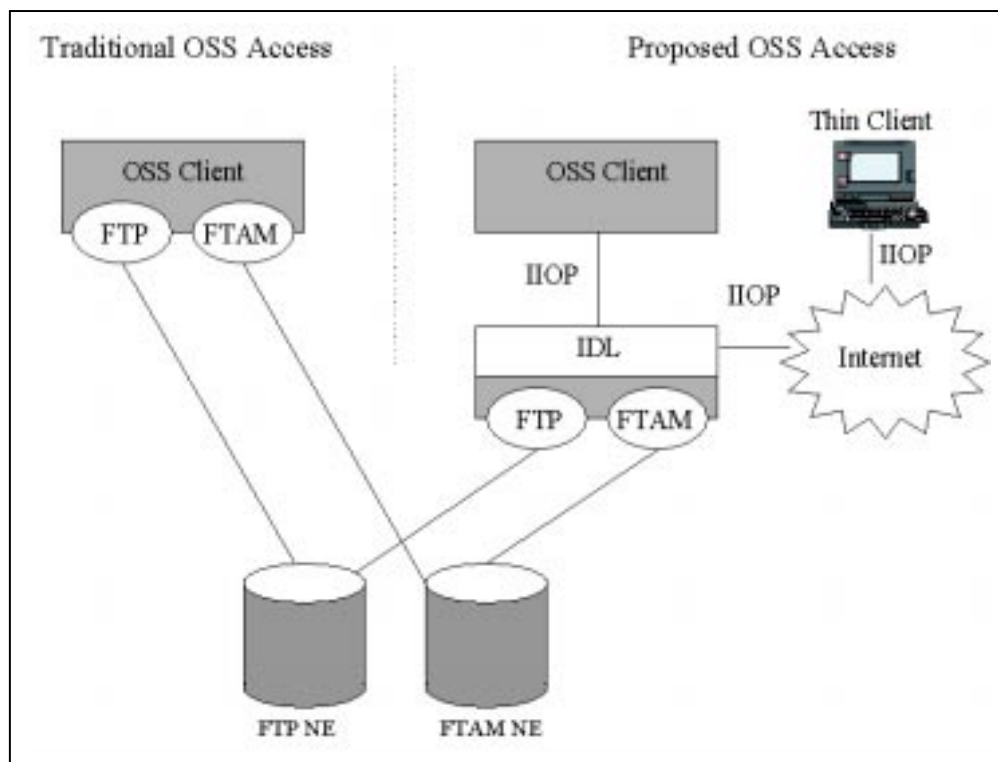 Traditional OSS Access
Proposed OSS Access
Thin Client
OSS Client
FTP
FTAM
OSS Client
IIOP
IIOP
IIOP
IDL
Internet
FTP
FTAM
FTP NE
FTAM NE